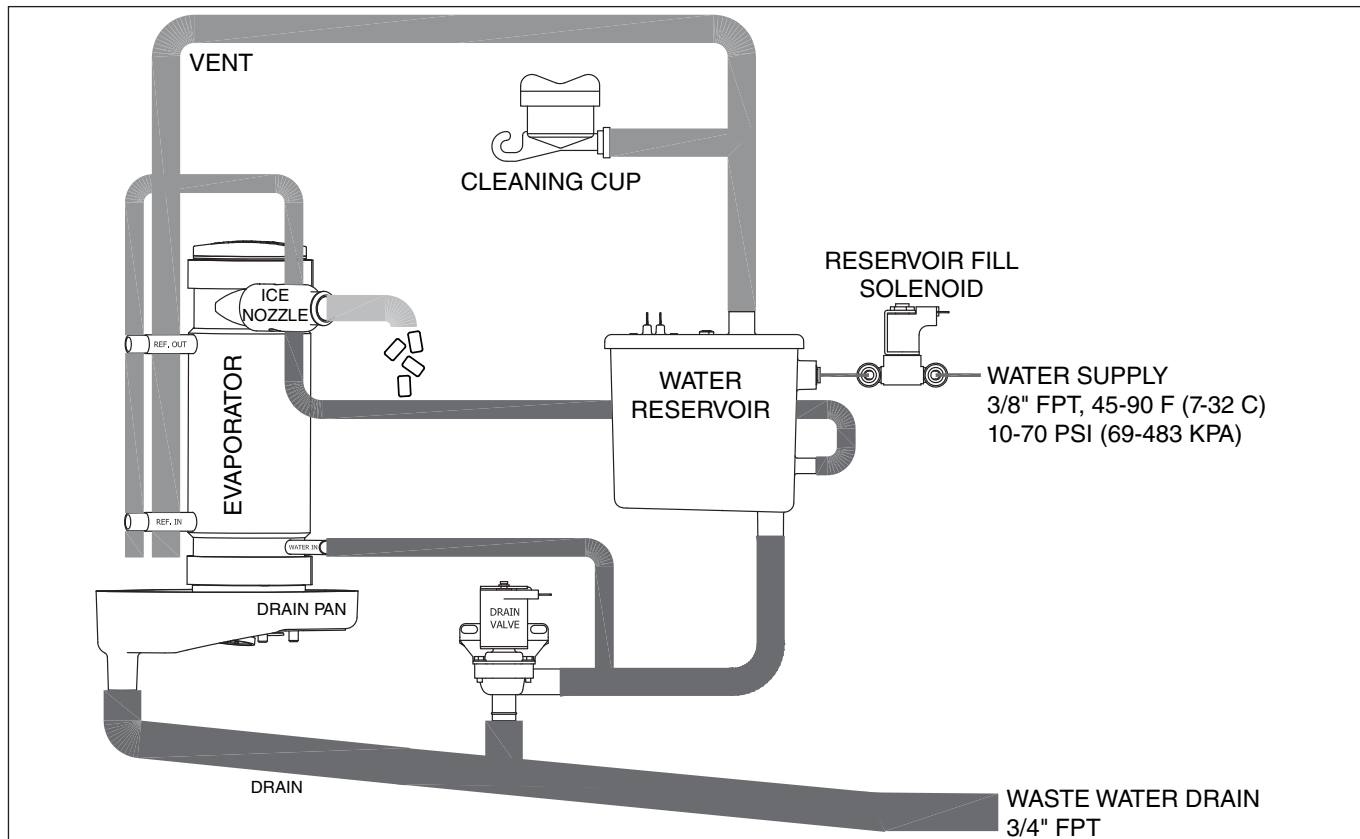 VENT
CLEANING CUP
RESERVOIR FILL
SOLENOID
ICE
NOZZLE
REF. OUT
EVAPORATOR
WATER
RESERVOIR
WATER SUPPLY
3/8" FPT, 45-90 F (7-32 C)
10-70 PSI (69-483 KPA)
REF. IN
WATER IN
DRAIN PAN
DRAIN
VALVE
DRAIN
WASTE WATER DRAIN
3/4" FPT